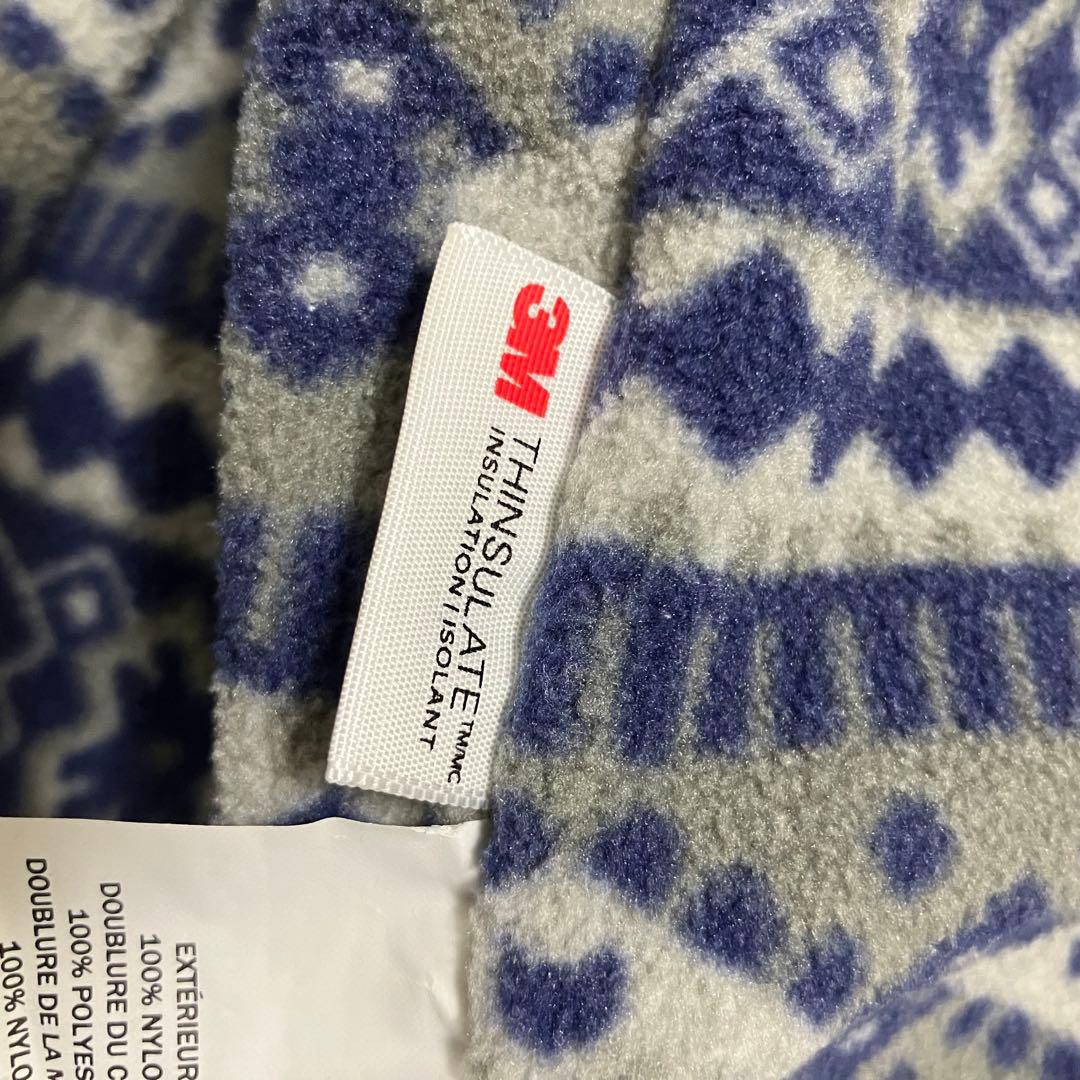 3M
THINSULATE TM/MC
INSULATION / ISOLANT
EXTÉRIEUR
100% NYLO
DOUBLURE DU C
100% POLYES
DOUBLURE DE LA M
100% NYLO